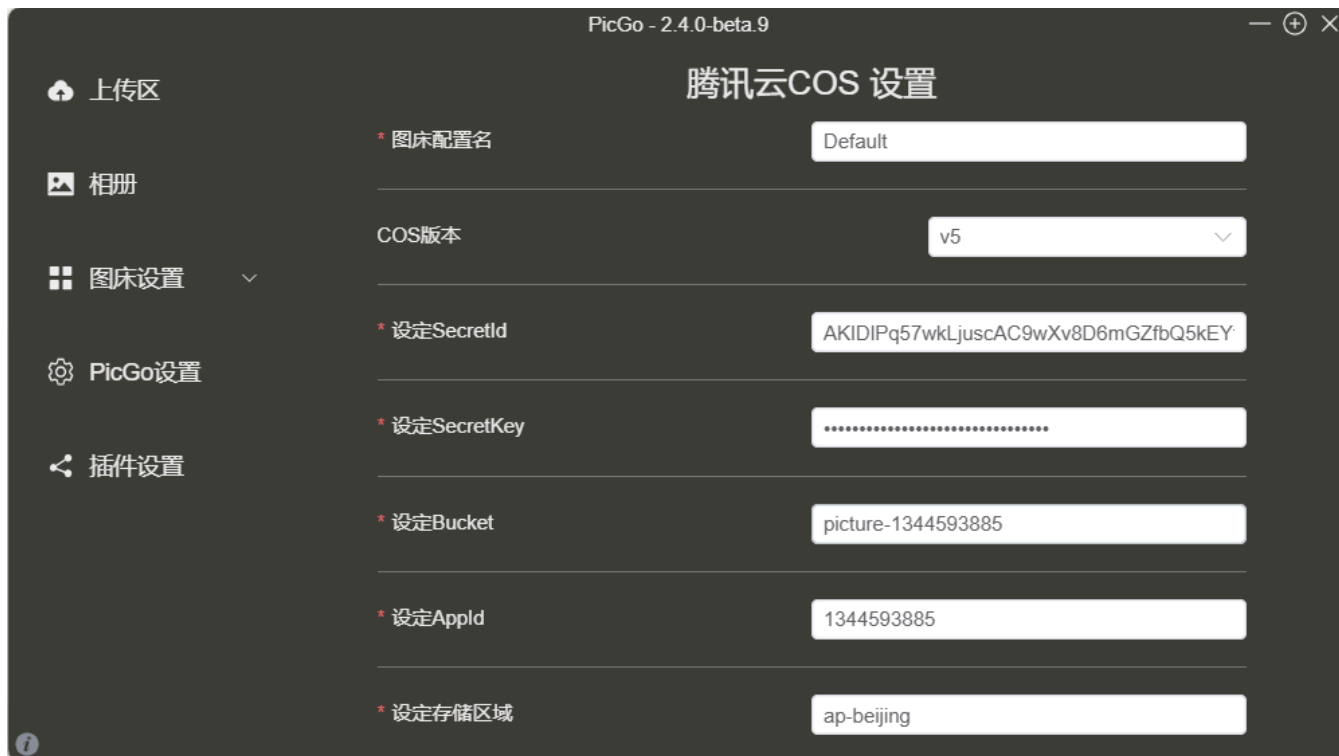 PicGo - 2.4.0-beta.9
上传区
相册
图床设置
PicGo设置
插件设置
腾讯云COS 设置
* 图床配置名
Default
COS版本
v5
* 设定SecretId
AKIDIPq57wkLjuscAC9wXv8D6mGZfbQ5kEY
* 设定SecretKey
••••••••••••••••••••••••••••••••
* 设定Bucket
picture-1344593885
* 设定AppId
1344593885
* 设定存储区域
ap-beijing